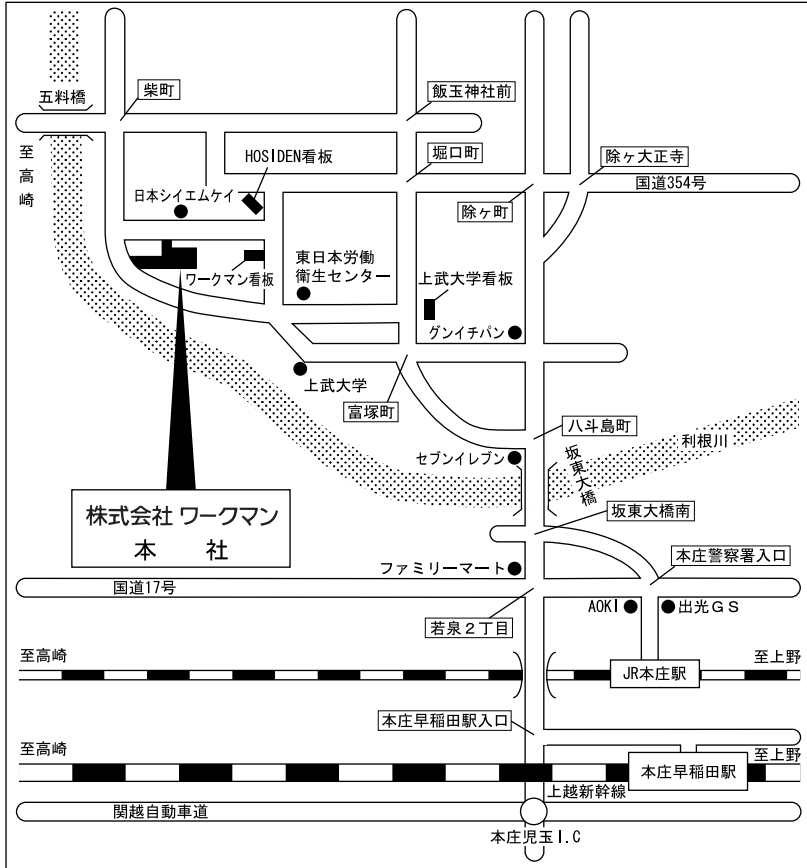 五料橋
柴町
飯玉神社前
至高崎
HOSIDEN看板
堀口町
除ヶ大正寺
国道354号
日本シイエムケイ
除ヶ町
ワークマン看板
東日本労働
衛生センター
上武大学看板
グンイチパン
上武大学
富塚町
八斗島町
利根川
セブンイレブン
坂東大橋
株式会社 ワークマン
本 社
坂東大橋南
ファミリーマート
本庄警察署入口
国道17号
AOKI
出光GS
若泉2丁目
至高崎
至上野
JR本庄駅
本庄早稲田駅入口
至高崎
至上野
本庄早稲田駅
上越新幹線
関越自動車道
本庄児玉I.C